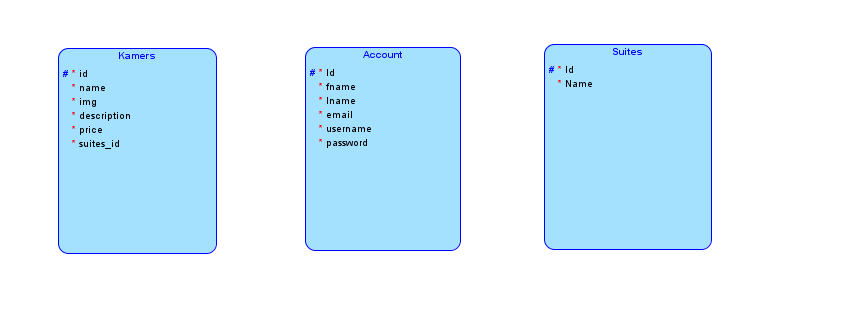 Kamers
# * id
* name
* img
* description
* price
* suites_id
Account
# * Id
* fname
* lname
* email
* username
* password
Suites
# * Id
* Name